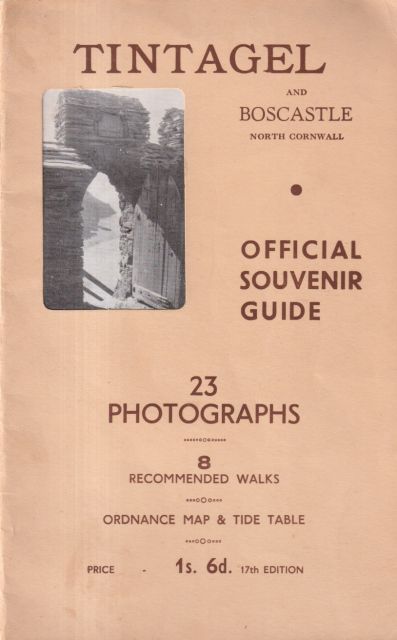 TINTAGEL
AND
BOSCASTLE
NORTH CORNWALL
OFFICIAL
SOUVENIR
GUIDE
23
PHOTOGRAPHS
8
RECOMMENDED WALKS
ORDNANCE MAP & TIDE TABLE
PRICE - 1s. 6d. 17th EDITION